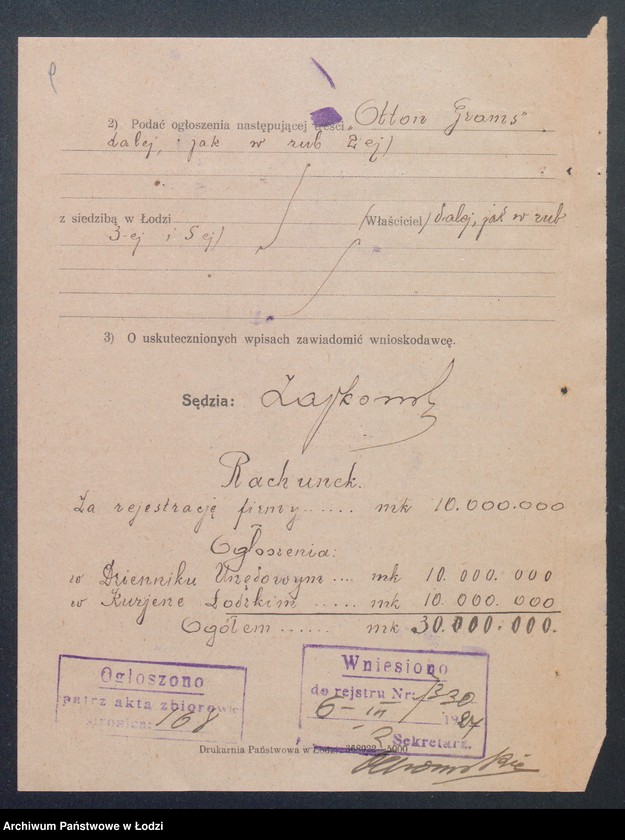 2) Podać ogłoszenia następującej treści „Otton Grams"
dalej, jak w rub 2 ej)
z siedzibą w Łodzi (Właściciel) dalej, jak w rub
3-ej i 5 ej)
3) O uskutecznionych wpisach zawiadomić wnioskodawcę.
Sędzia:
Rachunek.
Za rejestrację firmy...... mk 10.000.000
Ogłoszenia:
w Dzienniku Urzędowym .... mk 10.000.000
w Kurjerze Łódzkim ...... mk 10.000.000
Ogółem ....... mk 30.000.000.
Ogłoszono
patrz akta zbiorowe
stronica: 168
Wniesiono
do rejstru Nr:
6 - III 1924
Sekretarz.
Drukarnia Państwowa w Łodzi 5000
Archiwum Państwowe w Łodzi